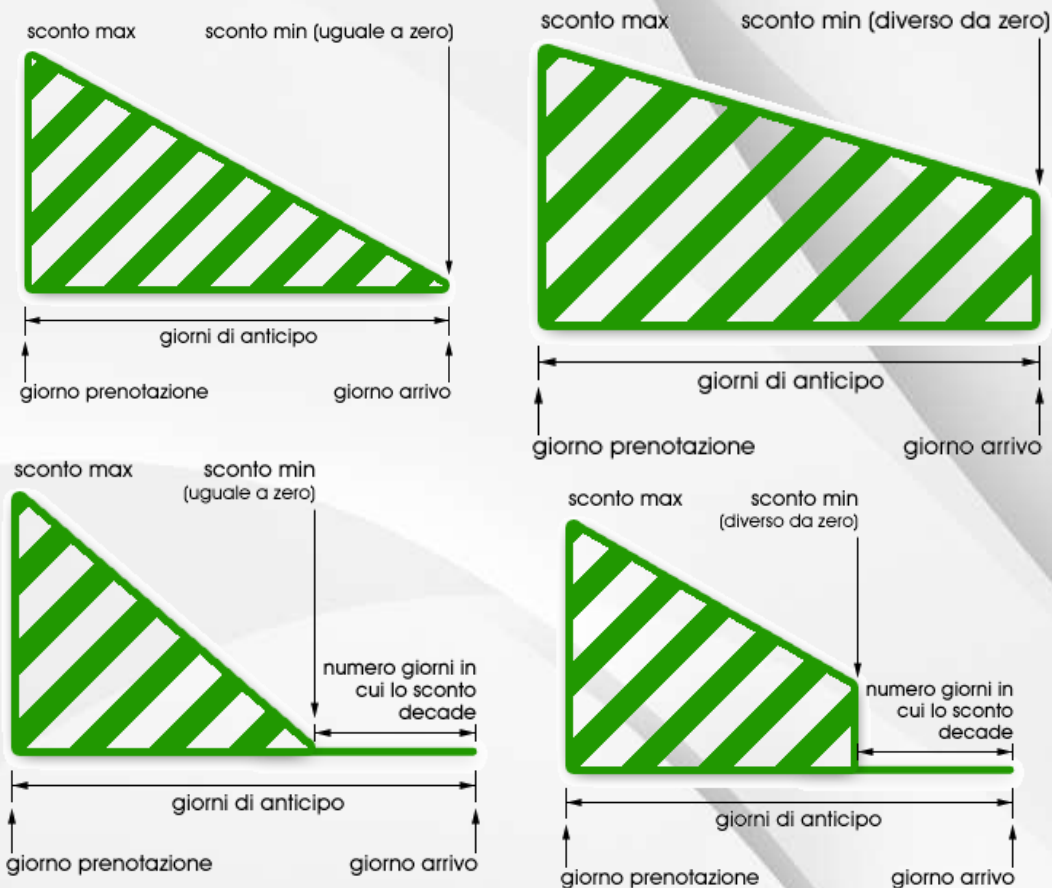 sconto max
sconto min (uguale a zero)
giorni di anticipo
giorno prenotazione
giorno arrivo
sconto max
sconto min (diverso da zero)
giorni di anticipo
giorno prenotazione
giorno arrivo
sconto max
sconto min
(uguale a zero)
numero giorni in
cui lo sconto
decade
giorni di anticipo
giorno prenotazione
giorno arrivo
sconto max
sconto min
(diverso da zero)
numero giorni in
cui lo sconto
decade
giorni di anticipo
giorno prenotazione
giorno arrivo